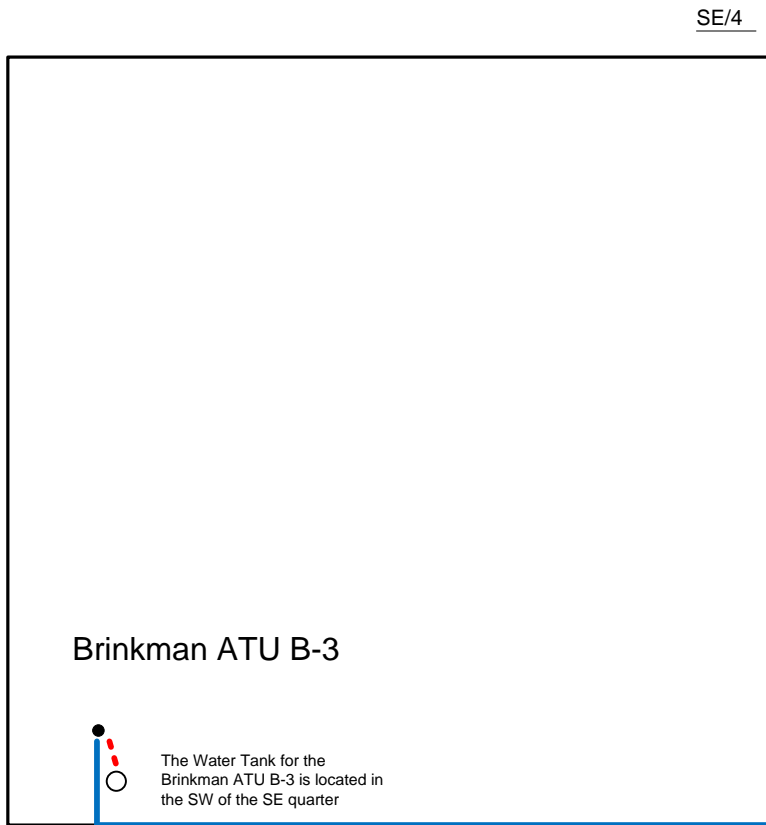 SE/4
Brinkman ATU B-3
The Water Tank for the
Brinkman ATU B-3 is located in
the SW of the SE quarter